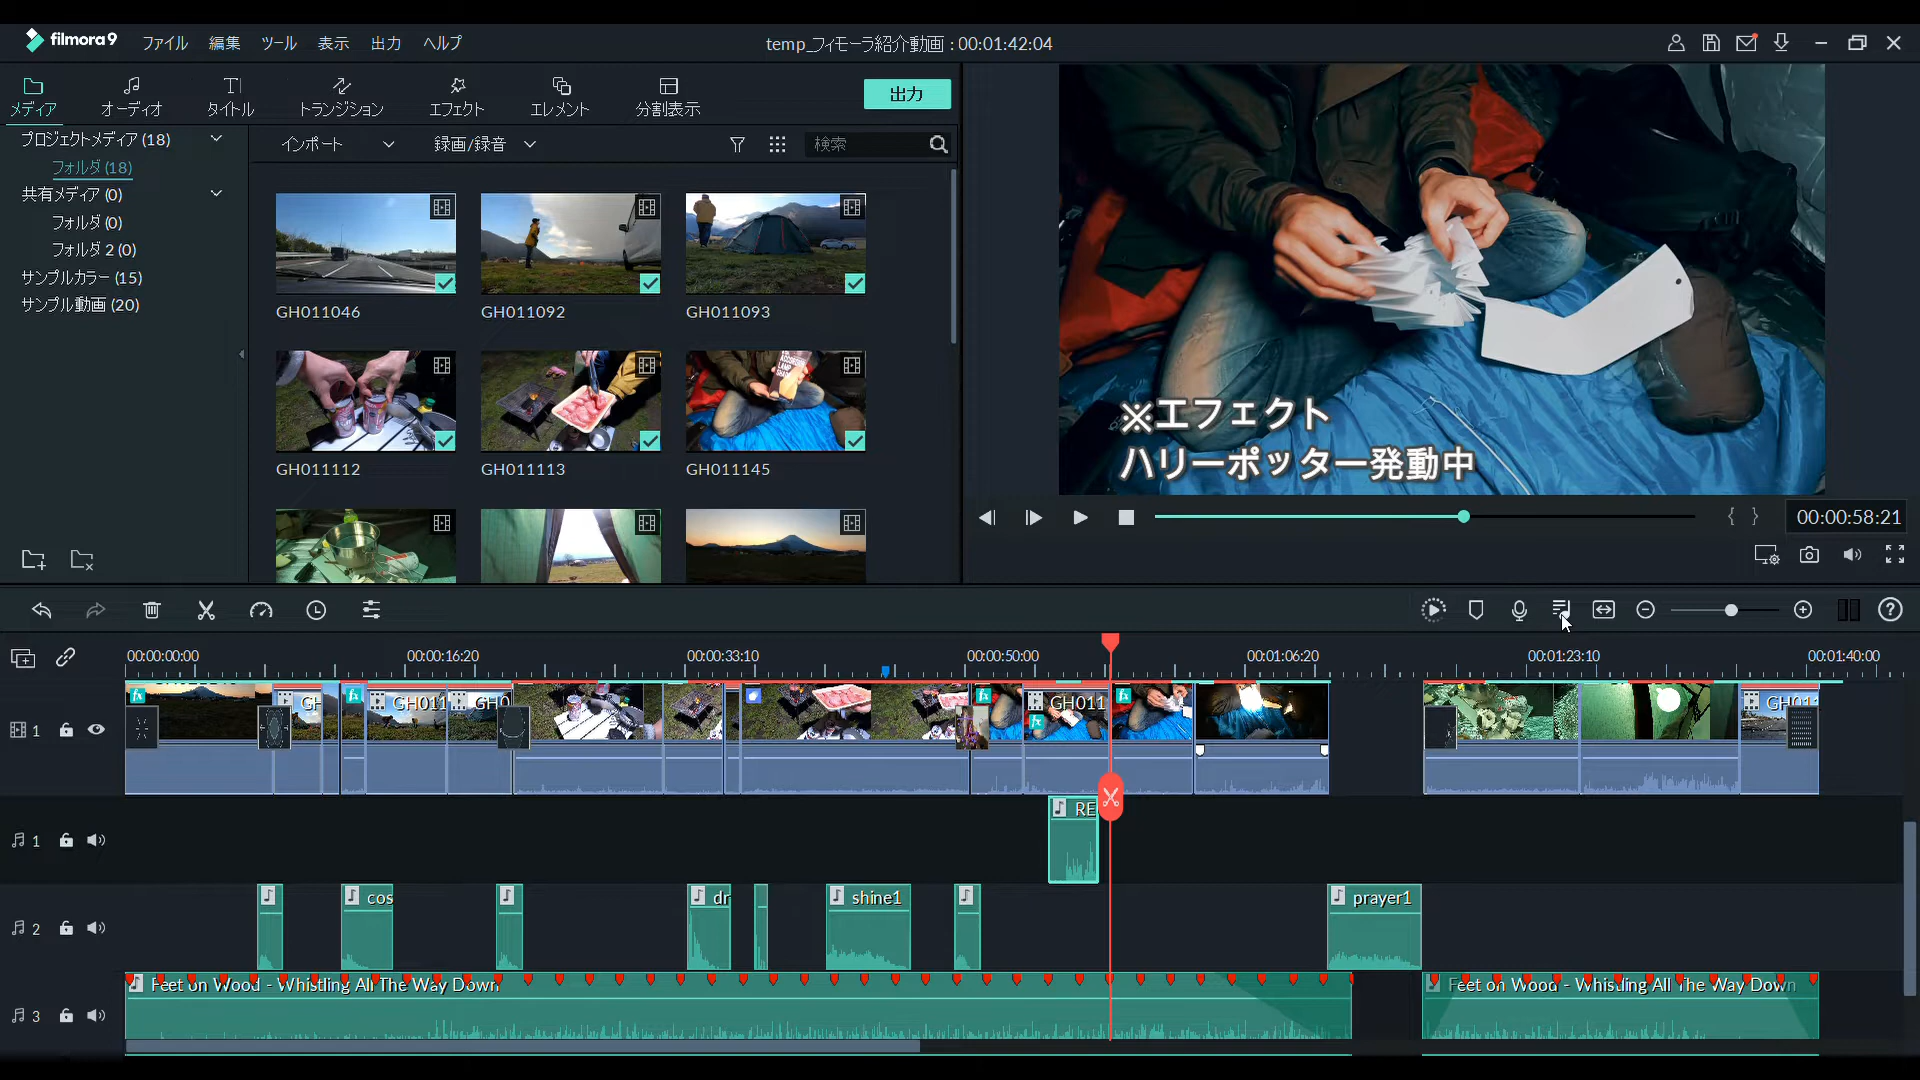 filmora9
ファイル 編集 ツール 表示 出力 ヘルプ
temp_フィモーラ紹介動画 : 00:01:42:04
メディア オーディオ タイトル トランジション エフェクト エレメント 分割表示
出力
プロジェクトメディア (18)
フォルダ (18)
共有メディア (0)
フォルダ (0)
フォルダ 2 (0)
サンプルカラー (15)
サンプル動画 (20)
インポート 録画/録音 検索
GH011046 GH011092 GH011093
GH011112 GH011113 GH011145
※エフェクト
ハリーポッター発動中
00:00:58:21
00:00:00:00 00:00:16:20 00:00:33:10 00:00:50:00 00:01:06:20 00:01:23:10 00:01:40:00
1 GH GH011 GH0 GH011 GH01
1 RE
2 cos dr shine1 prayer1
3 Feet on Wood - Whistling All The Way Down Feet on Wood - Whistling All The Way Down